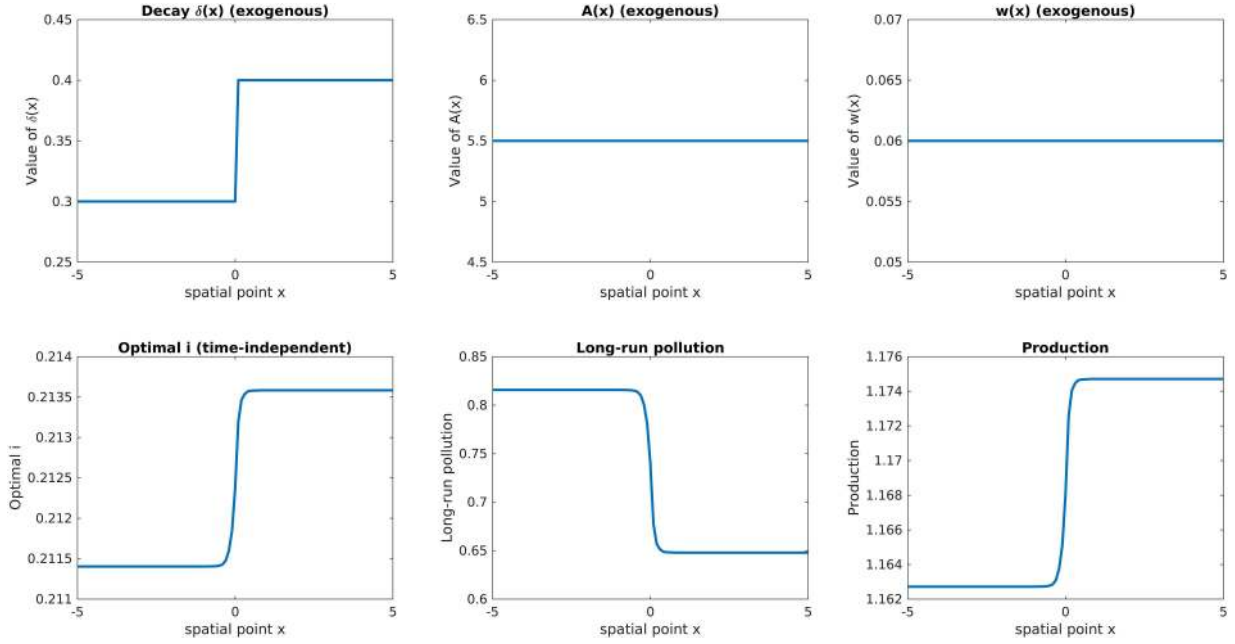 Decay δ(x) (exogenous)
0.45
0.4
0.35
0.3
0.25
Value of δ(x)
-5 0 5
spatial point x
A(x) (exogenous)
6.5
6
5.5
5
4.5
Value of A(x)
-5 0 5
spatial point x
w(x) (exogenous)
0.07
0.065
0.06
0.055
0.05
Value of w(x)
-5 0 5
spatial point x
Optimal i (time-independent)
0.214
0.2135
0.213
0.2125
0.212
0.2115
0.211
Optimal i
-5 0 5
spatial point x
Long-run pollution
0.85
0.8
0.75
0.7
0.65
0.6
Long-run pollution
-5 0 5
spatial point x
Production
1.176
1.174
1.172
1.17
1.168
1.166
1.164
1.162
Production
-5 0 5
spatial point x